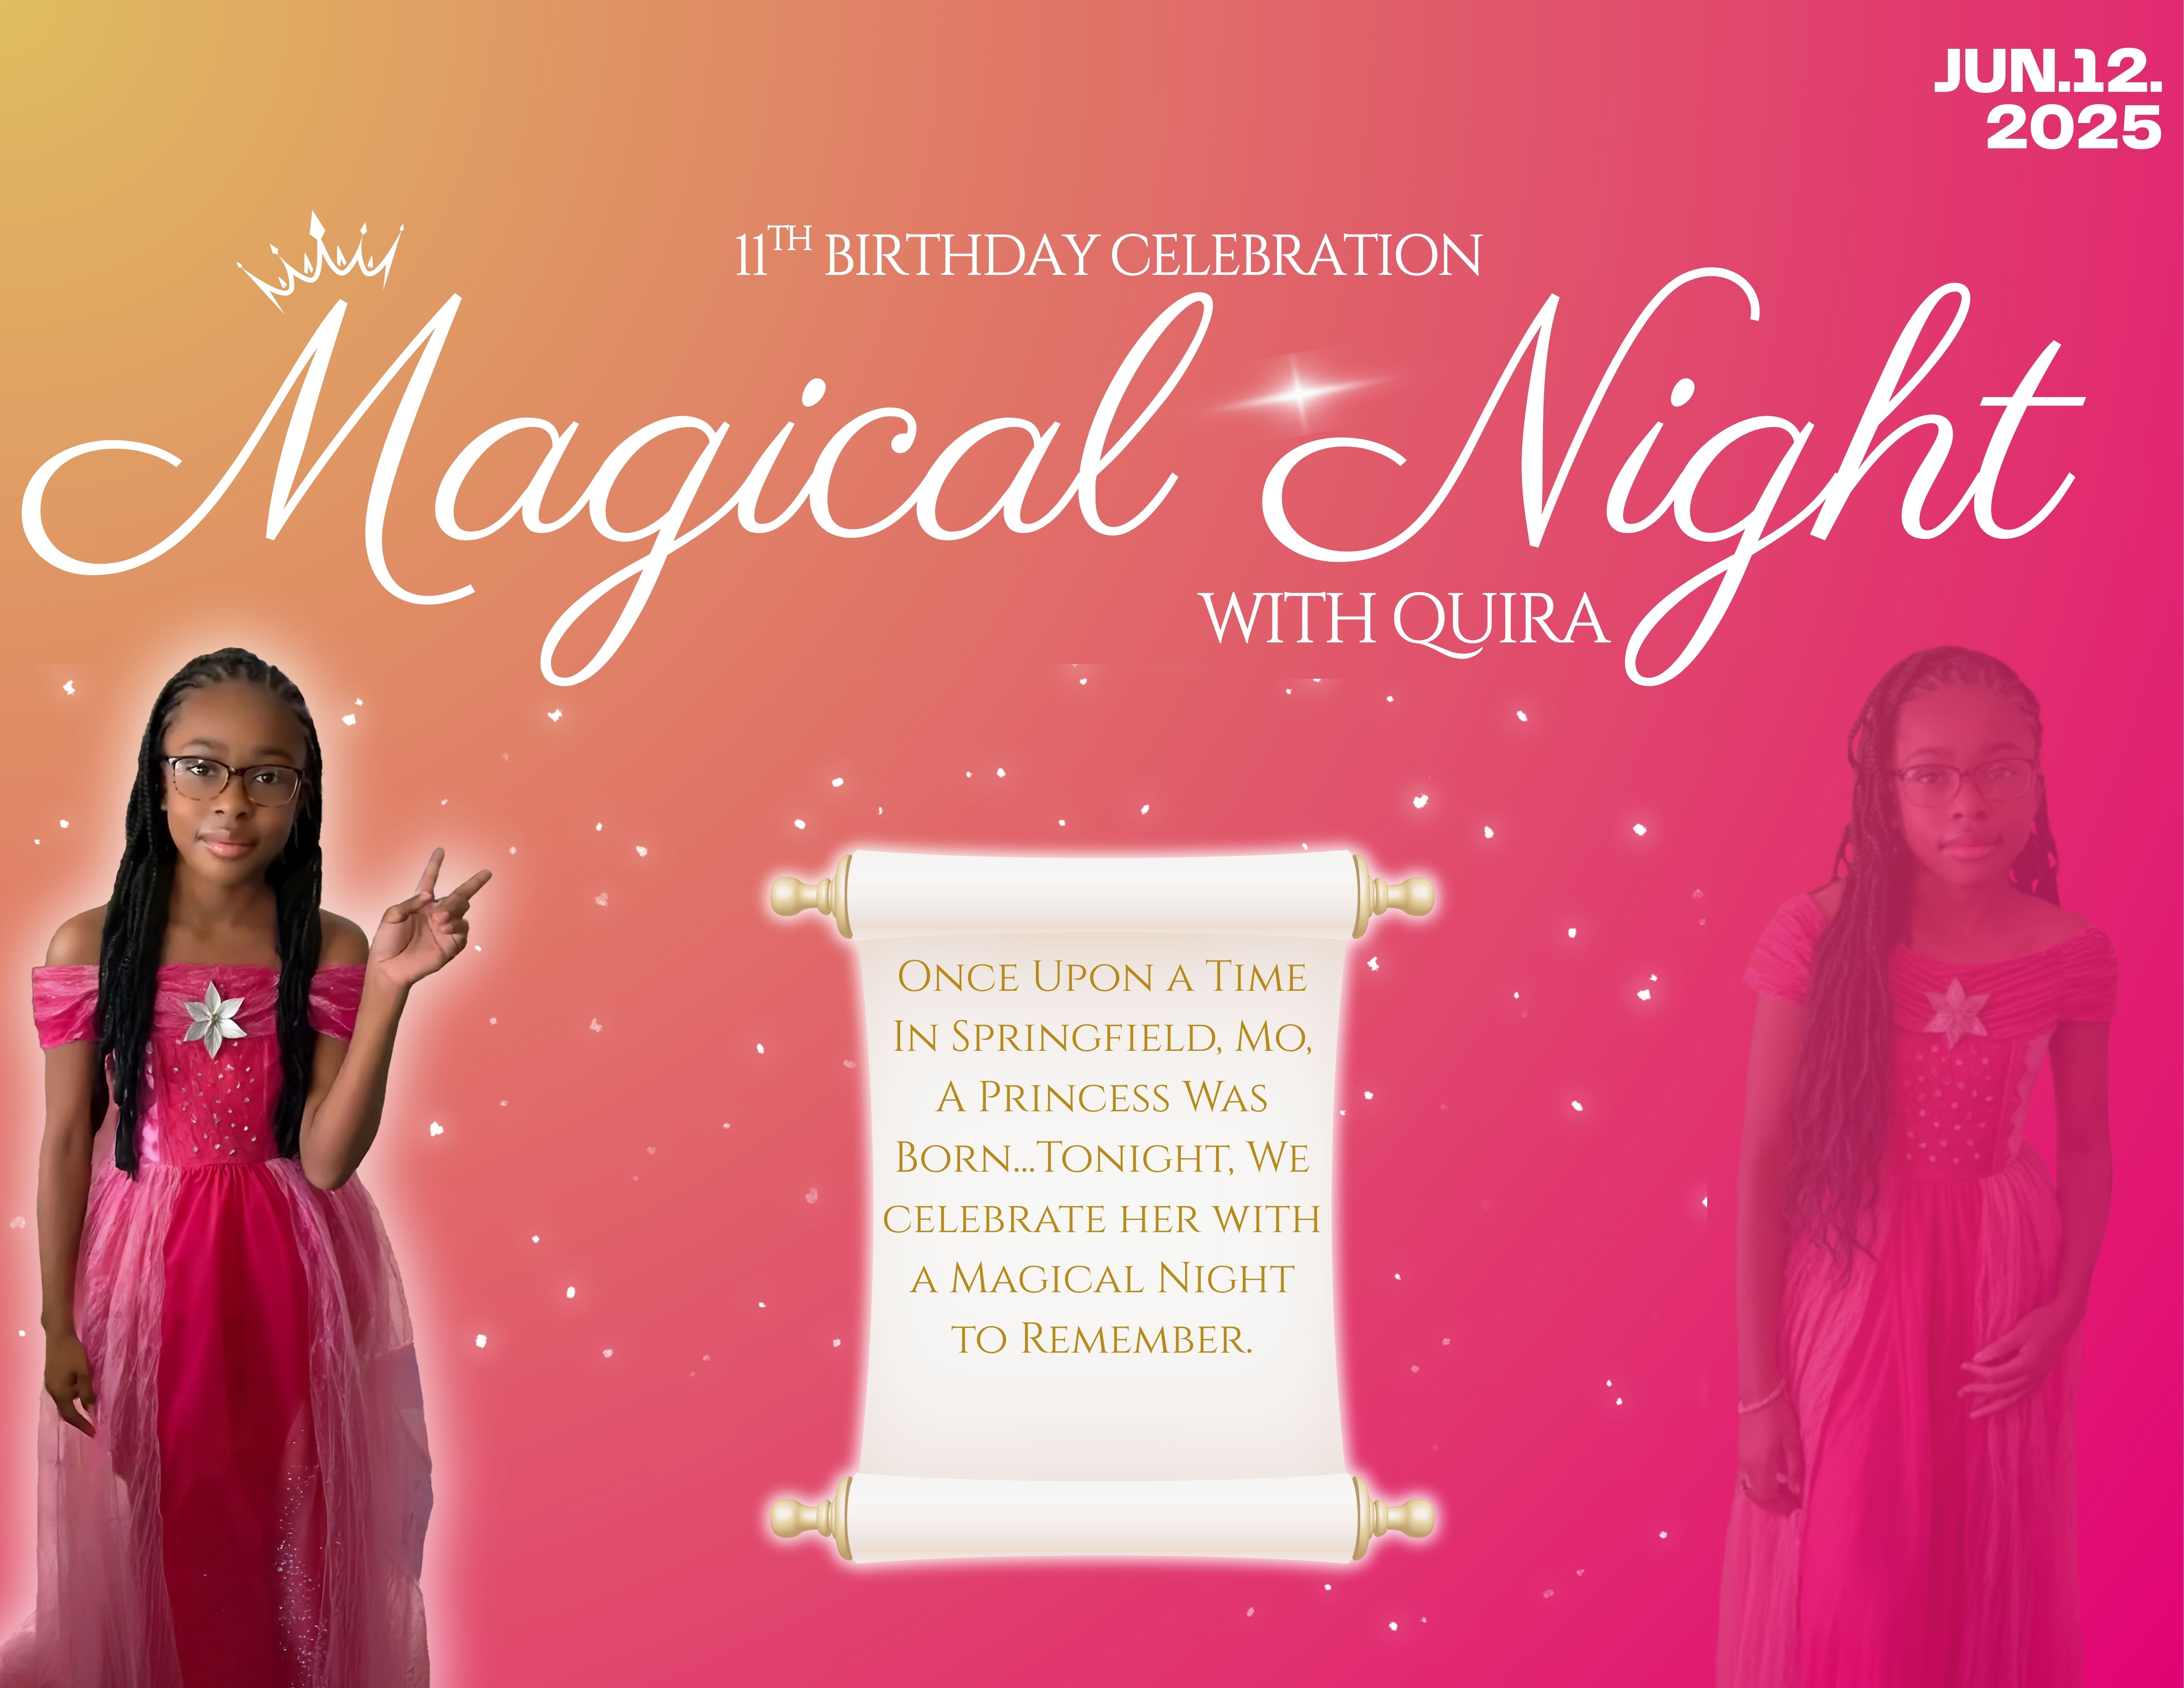 JUN.12.
2025
11TH BIRTHDAY CELEBRATION
Magical Night
WITH QUIRA
Once Upon a Time
In Springfield, Mo,
A Princess Was
Born...Tonight, We
celebrate her with
a Magical Night
to Remember.